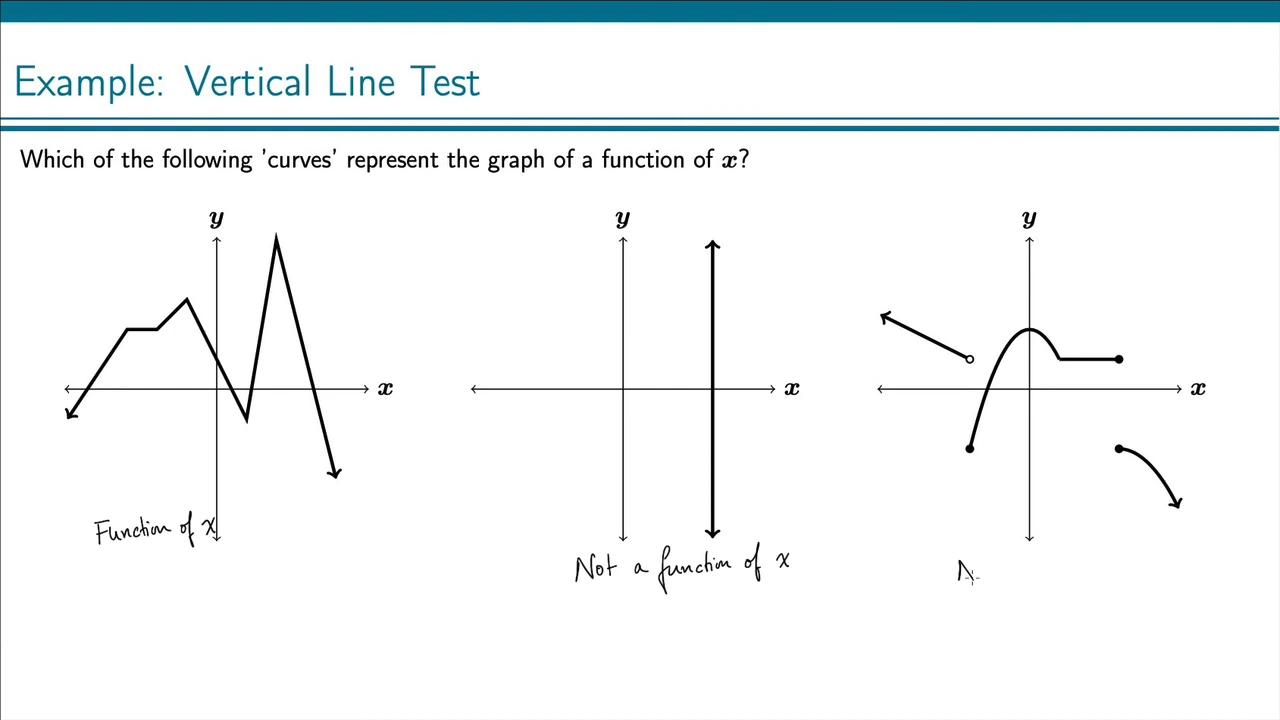 Example: Vertical Line Test
Which of the following 'curves' represent the graph of a function of x?
y
y
y
x
x
x
Function of x
Not a function of x
N